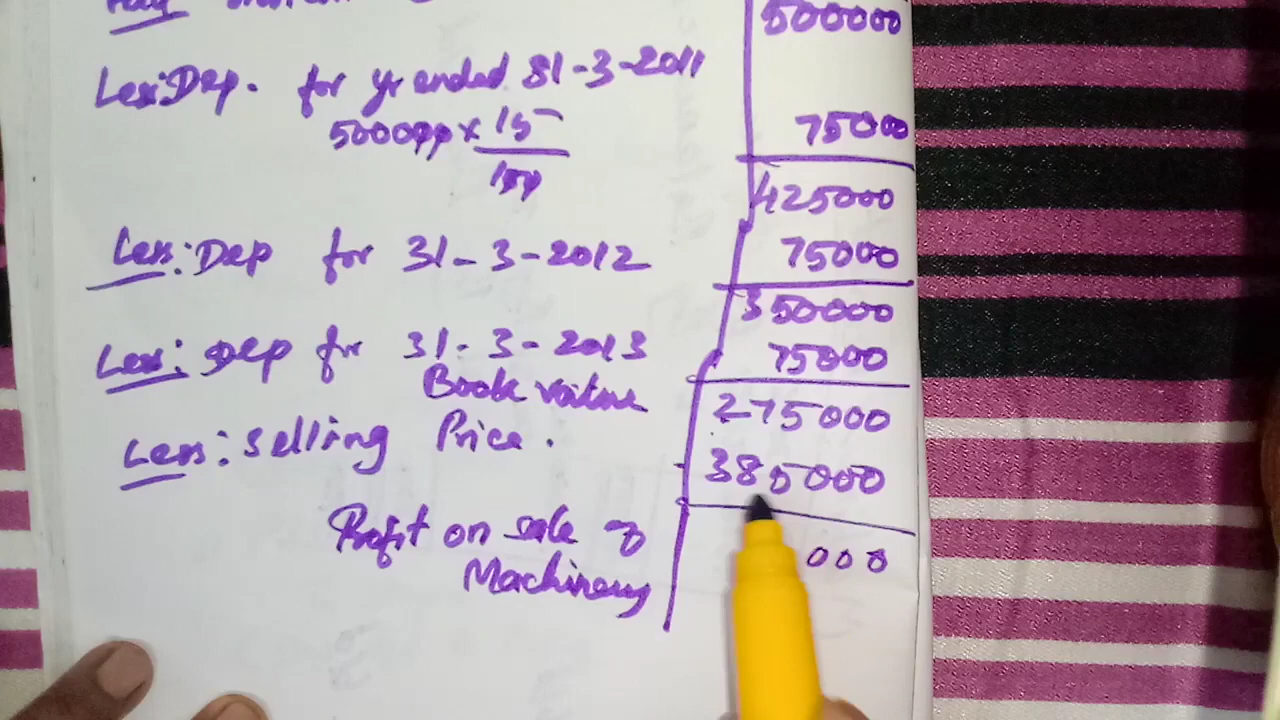 500000
Less: Dep. for yr ended 31-3-2011 75000
500000 x 15
100
425000
Less: Dep for 31-3-2012 75000
350000
Less: Dep for 31-3-2013 75000
Book value 275000
Less: Selling Price. 385000
Profit on sale of 000
Machinery